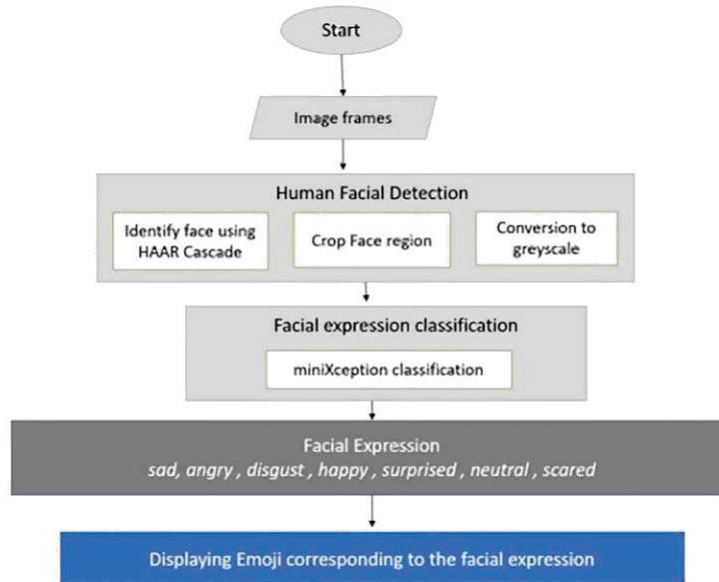 Start
Image frames
Human Facial Detection
Identify face using
HAAR Cascade
Crop Face region
Conversion to
greyscale
Facial expression classification
miniXception classification
Facial Expression
sad, angry , disgust , happy , surprised , neutral , scared
Displaying Emoji corresponding to the facial expression